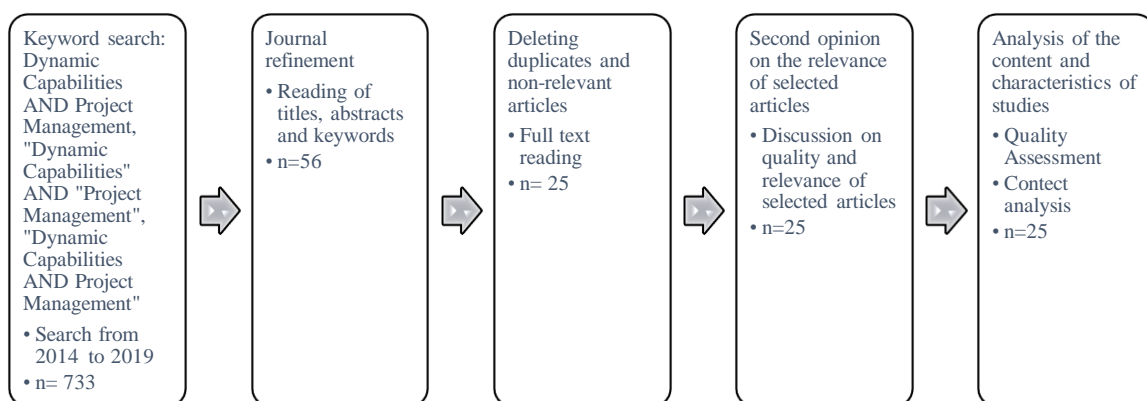 Keyword search:
Dynamic
Capabilities
AND Project
Management,
"Dynamic
Capabilities"
AND "Project
Management",
"Dynamic
Capabilities
AND Project
Management"
• Search from
2014 to 2019
• n= 733
Journal
refinement
• Reading of
titles, abstracts
and keywords
• n=56
Deleting
duplicates and
non-relevant
articles
• Full text
reading
• n= 25
Second opinion
on the relevance
of selected
articles
• Discussion on
quality and
relevance of
selected articles
• n=25
Analysis of the
content and
characteristics of
studies
• Quality
Assessment
• Contect
analysis
• n=25